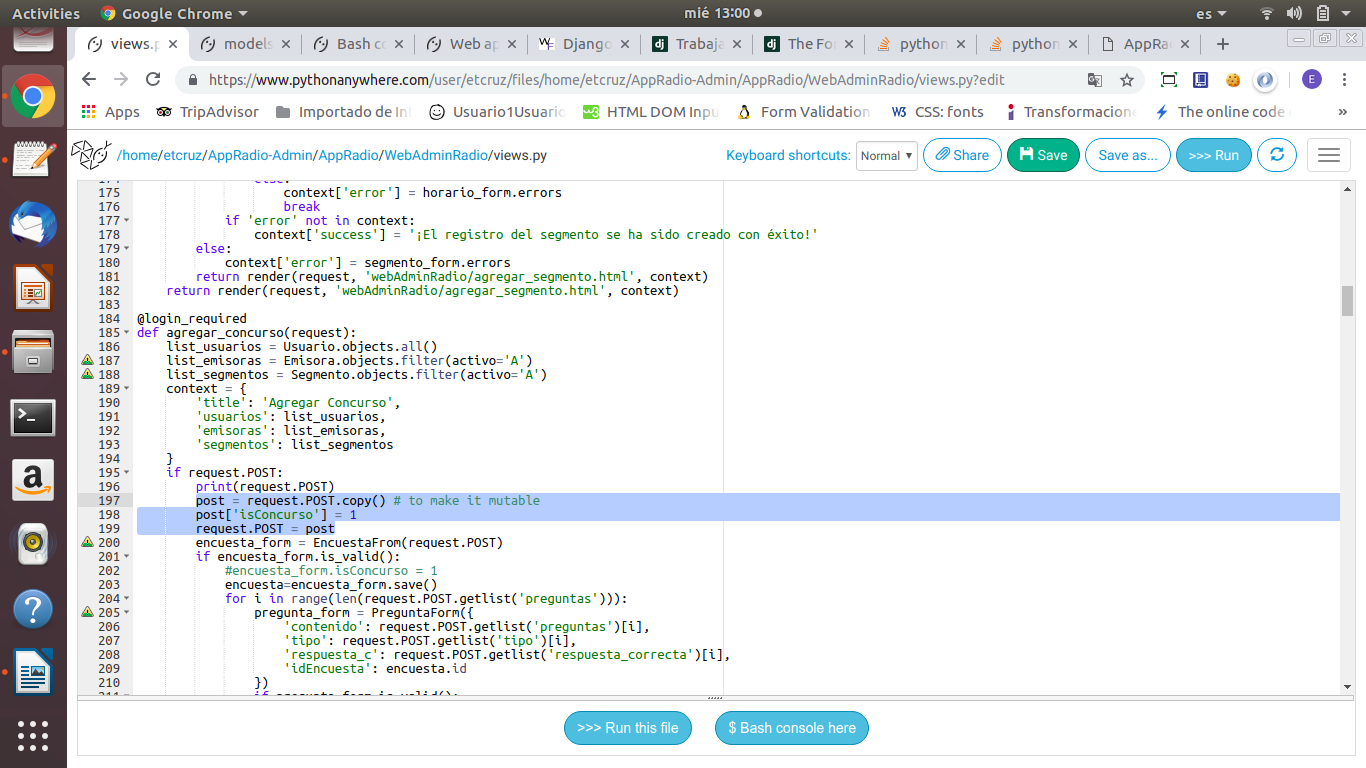 Activities Google Chrome mié 13:00 es
views.p models Bash co Web ap Django Trabaja The Fo python python AppRa
https://www.pythonanywhere.com/user/etcruz/files/home/etcruz/AppRadio-Admin/AppRadio/WebAdminRadio/views.py?edit E
Apps TripAdvisor Importado de In Usuario1Usuario HTML DOM Inpu Form Validation W3 CSS: fonts Transformacione The online code »
/home/etcruz/AppRadio-Admin/AppRadio/WebAdminRadio/views.py Keyboard shortcuts: Normal Share Save Save as... >>> Run
174 else:
175 context['error'] = horario_form.errors
176 break
177 if 'error' not in context:
178 context['success'] = '¡El registro del segmento se ha sido creado con éxito!'
179 else:
180 context['error'] = segmento_form.errors
181 return render(request, 'webAdminRadio/agregar_segmento.html', context)
182 return render(request, 'webAdminRadio/agregar_segmento.html', context)
183
184 @login_required
185 def agregar_concurso(request):
186 list_usuarios = Usuario.objects.all()
187 list_emisoras = Emisora.objects.filter(activo='A')
188 list_segmentos = Segmento.objects.filter(activo='A')
189 context = {
190 'title': 'Agregar Concurso',
191 'usuarios': list_usuarios,
192 'emisoras': list_emisoras,
193 'segmentos': list_segmentos
194 }
195 if request.POST:
196 print(request.POST)
197 post = request.POST.copy() # to make it mutable
198 post['isConcurso'] = 1
199 request.POST = post
200 encuesta_form = EncuestaFrom(request.POST)
201 if encuesta_form.is_valid():
202 #encuesta_form.isConcurso = 1
203 encuesta=encuesta_form.save()
204 for i in range(len(request.POST.getlist('preguntas'))):
205 pregunta_form = PreguntaForm({
206 'contenido': request.POST.getlist('preguntas')[i],
207 'tipo': request.POST.getlist('tipo')[i],
208 'respuesta_c': request.POST.getlist('respuesta_correcta')[i],
209 'idEncuesta': encuesta.id
210 })
>>> Run this file $ Bash console here